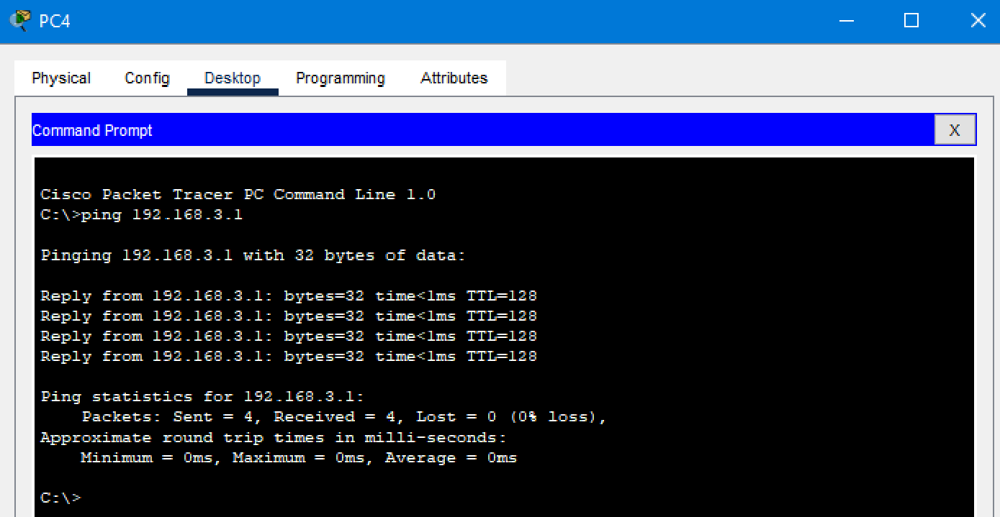 PC4
Physical Config Desktop Programming Attributes
Command Prompt X
Cisco Packet Tracer PC Command Line 1.0
C:\>ping 192.168.3.1
Pinging 192.168.3.1 with 32 bytes of data:
Reply from 192.168.3.1: bytes=32 time<1ms TTL=128
Reply from 192.168.3.1: bytes=32 time<1ms TTL=128
Reply from 192.168.3.1: bytes=32 time<1ms TTL=128
Reply from 192.168.3.1: bytes=32 time<1ms TTL=128
Ping statistics for 192.168.3.1:
    Packets: Sent = 4, Received = 4, Lost = 0 (0% loss),
Approximate round trip times in milli-seconds:
    Minimum = 0ms, Maximum = 0ms, Average = 0ms
C:\>